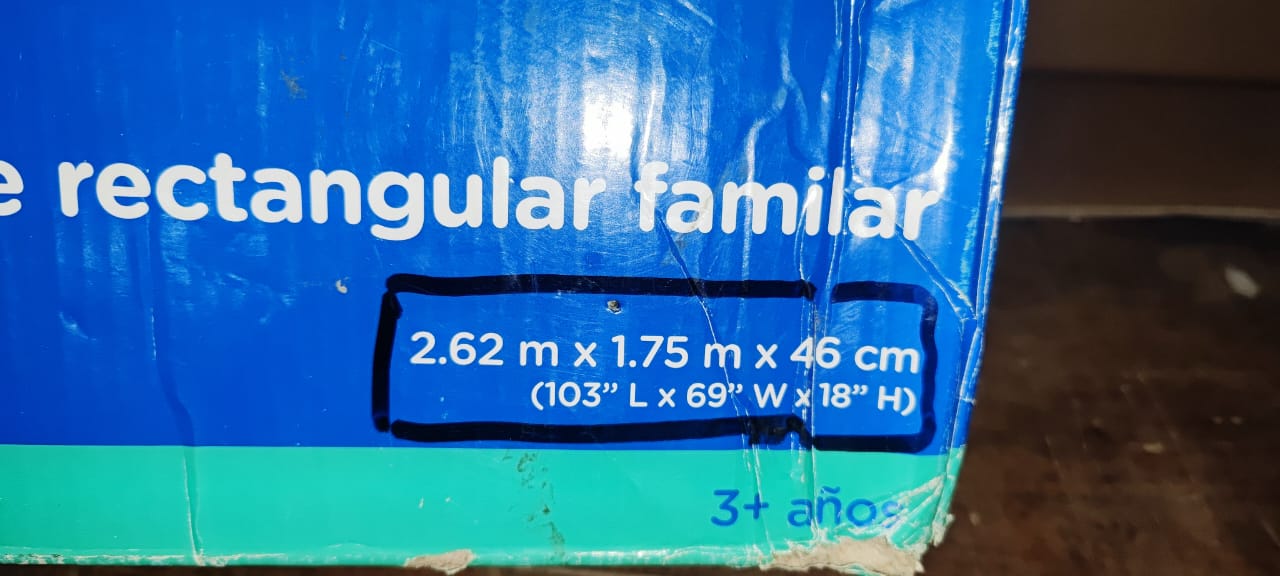 e rectangular familar
2.62 m x 1.75 m x 46 cm
(103” L x 69” W x 18” H)
3+ años